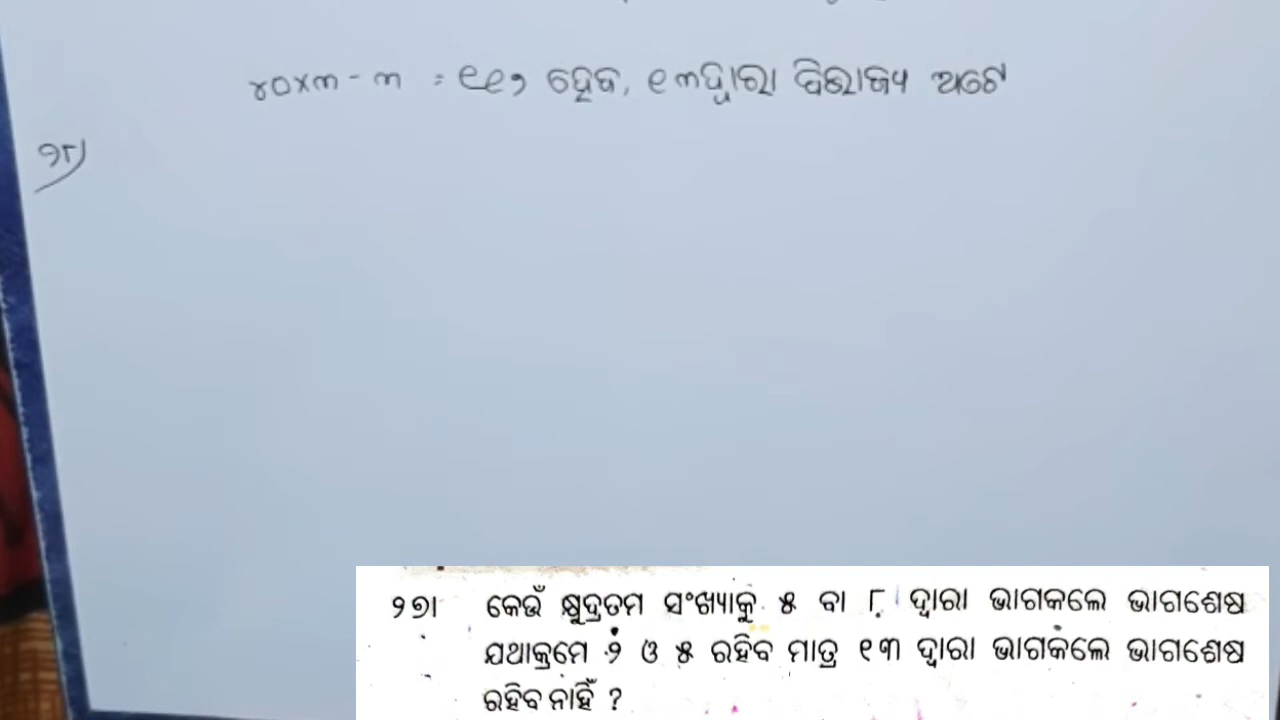 ୪୦×୩ - ୩ = ୧୧୭ ହେବ, ୧୩ଦ୍ୱାରା ବିଭାଜ୍ୟ ଅଟେ
୨୮)
୨୭। କେଉଁ କ୍ଷୁଦ୍ରତମ ସଂଖ୍ୟାକୁ ୫ ବା ୮ ଦ୍ୱାରା ଭାଗକଲେ ଭାଗଶେଷ
ଯଥାକ୍ରମେ ୨ ଓ ୫ ରହିବ ମାତ୍ର ୧୩ ଦ୍ୱାରା ଭାଗକଲେ ଭାଗଶେଷ
ରହିବ ନାହିଁ ?